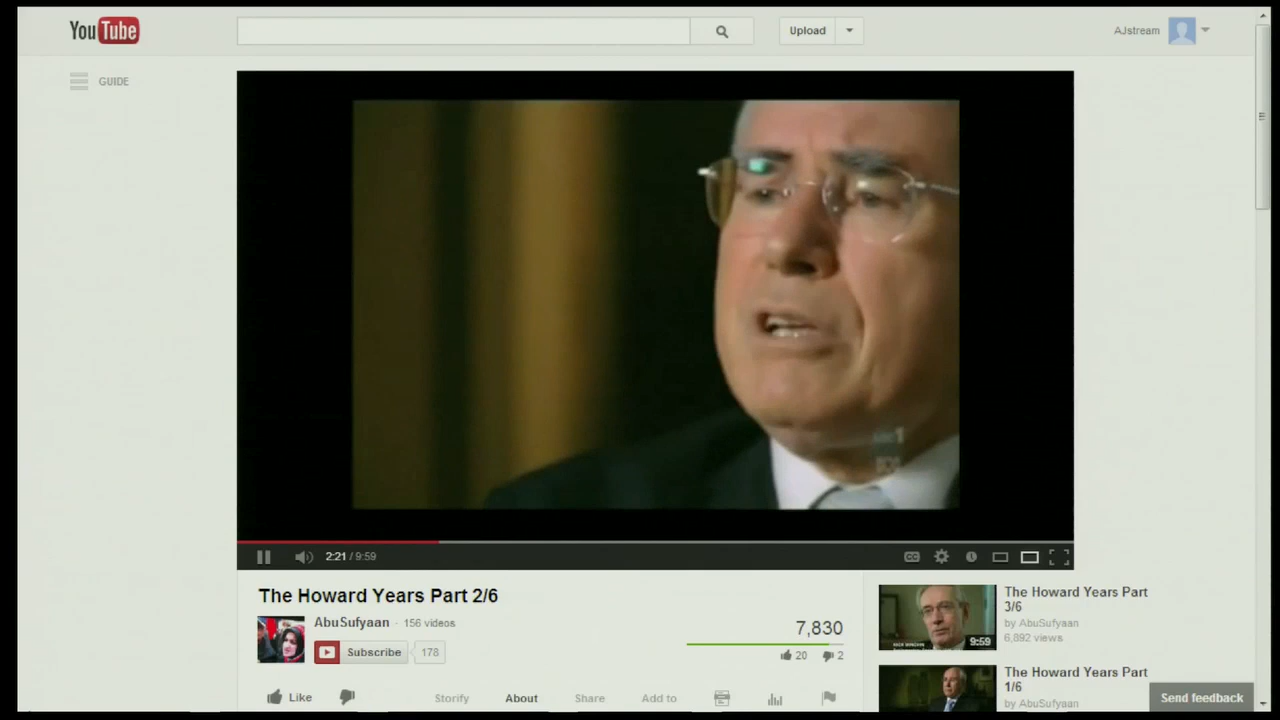 YouTube
Upload
AJstream
GUIDE
2:21 / 9:59
CC
The Howard Years Part 2/6
AbuSufyaan · 156 videos
Subscribe 178
7,830
20 2
Like
Storify About Share Add to
9:59
The Howard Years Part
3/6
by AbuSufyaan
6,892 views
The Howard Years Part
1/6
by AbuSufyaan
Send feedback